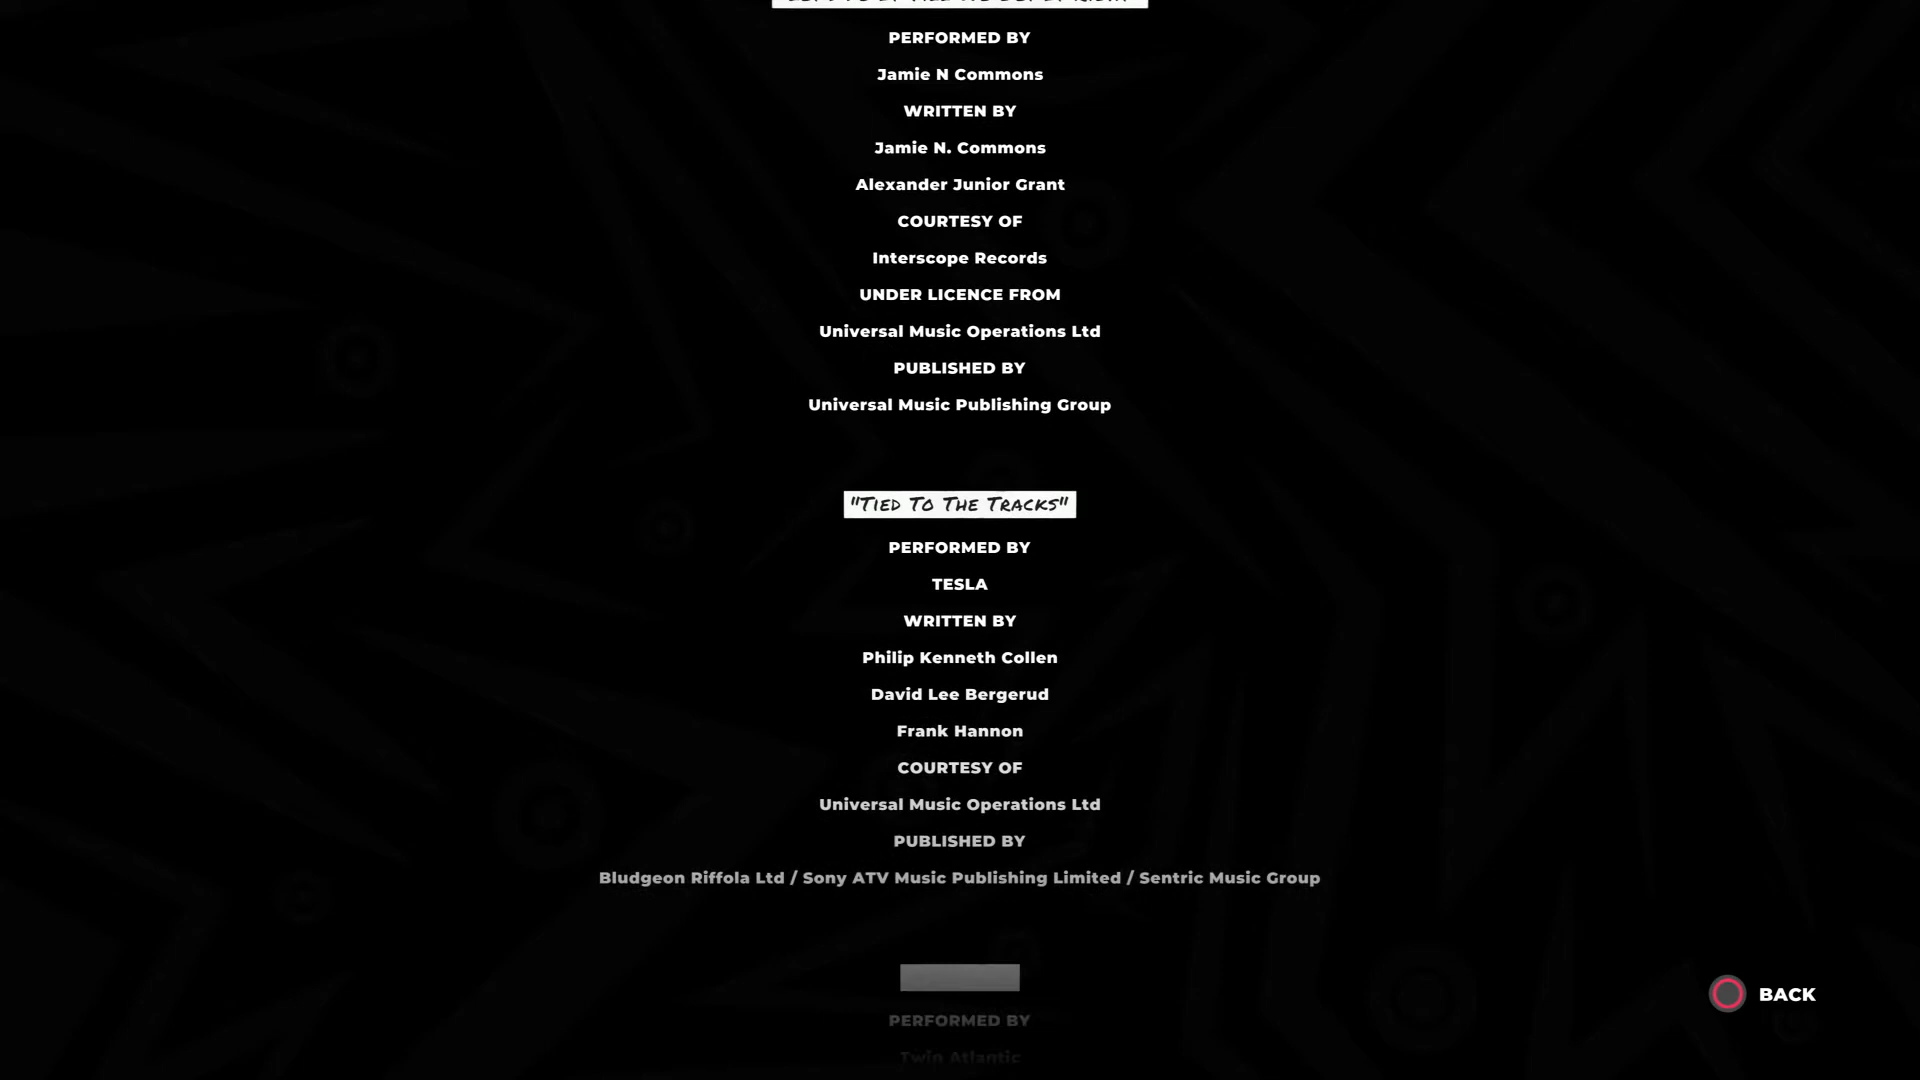 PERFORMED BY
Jamie N Commons
WRITTEN BY
Jamie N. Commons
Alexander Junior Grant
COURTESY OF
Interscope Records
UNDER LICENCE FROM
Universal Music Operations Ltd
PUBLISHED BY
Universal Music Publishing Group
"Tied To The Tracks"
PERFORMED BY
TESLA
WRITTEN BY
Philip Kenneth Collen
David Lee Bergerud
Frank Hannon
COURTESY OF
Universal Music Operations Ltd
PUBLISHED BY
Bludgeon Riffola Ltd / Sony ATV Music Publishing Limited / Sentric Music Group
PERFORMED BY
Twin Atlantic
BACK